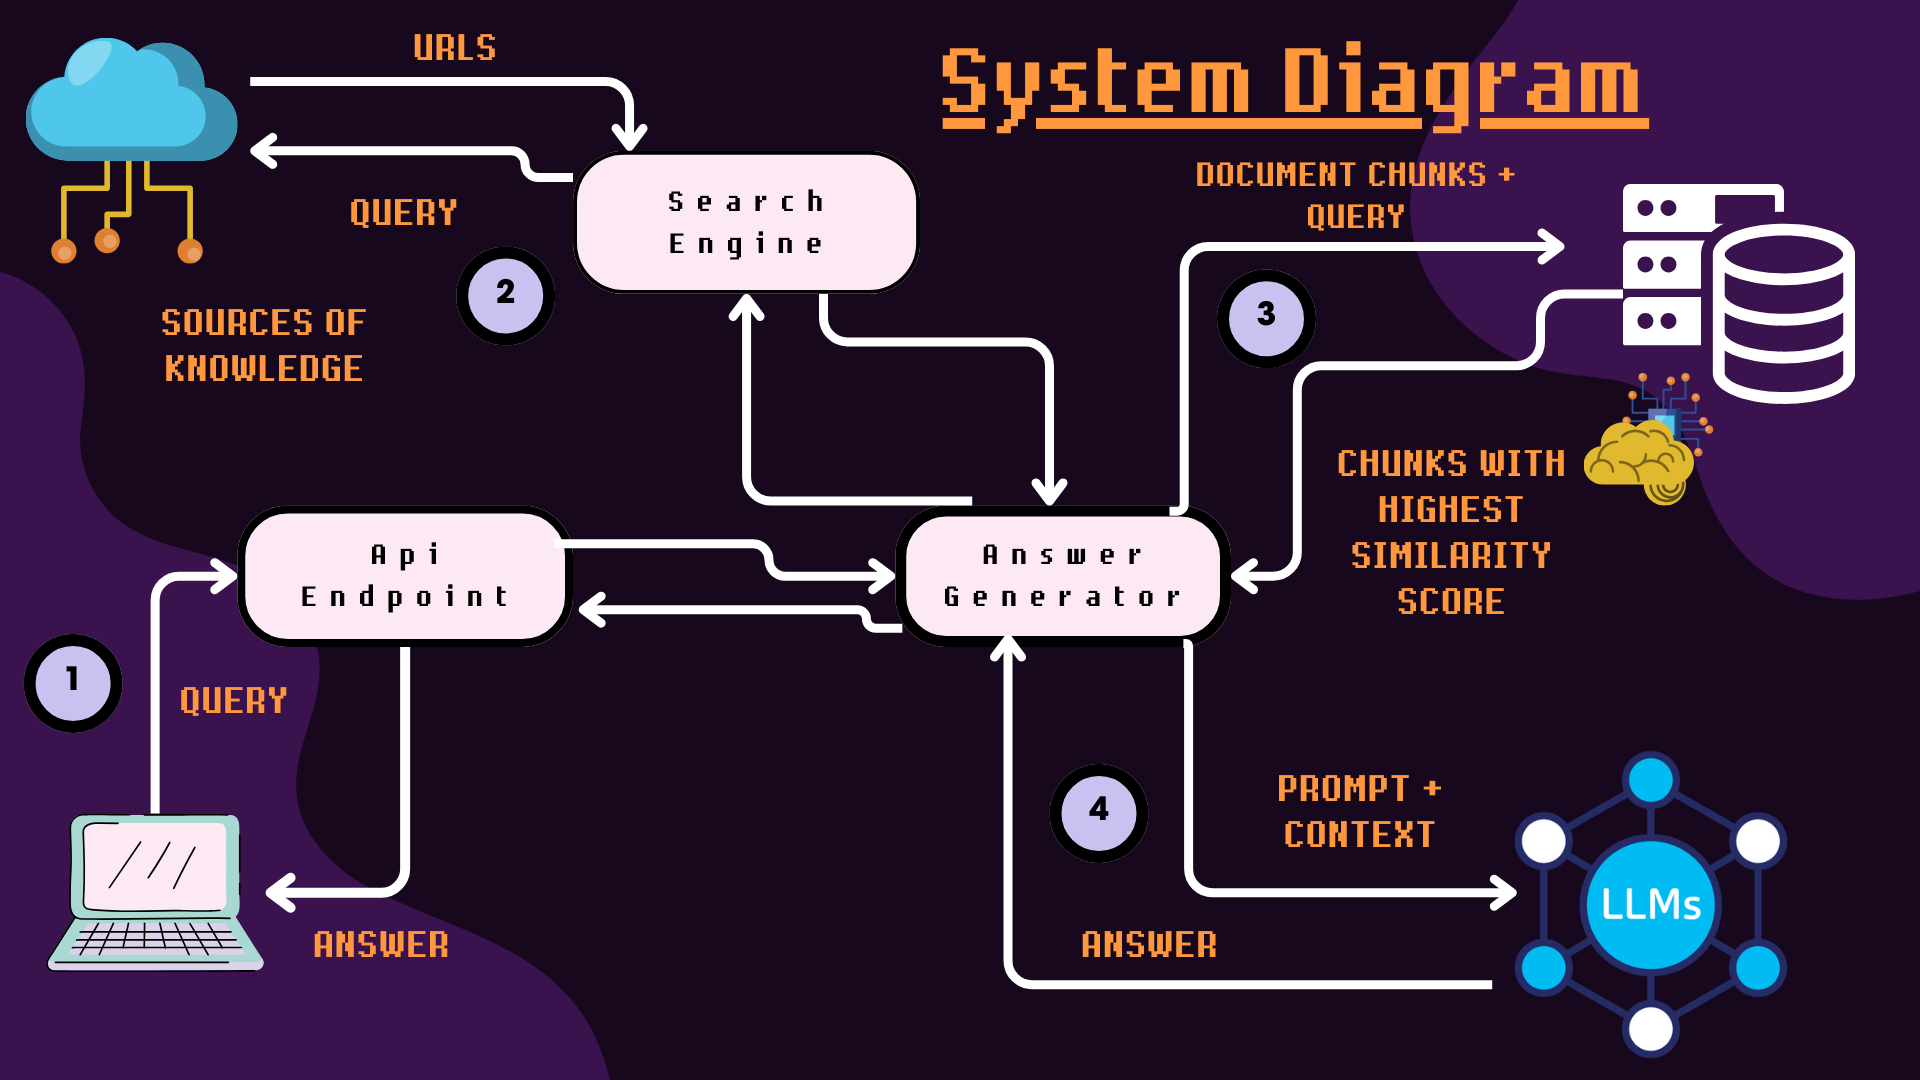 System Diagram
URLS
QUERY
Search
Engine
2
SOURCES OF
KNOWLEDGE
DOCUMENT CHUNKS +
QUERY
3
CHUNKS WITH
HIGHEST
SIMILARITY
SCORE
Api
Endpoint
Answer
Generator
1
QUERY
ANSWER
4
PROMPT +
CONTEXT
LLMs
ANSWER